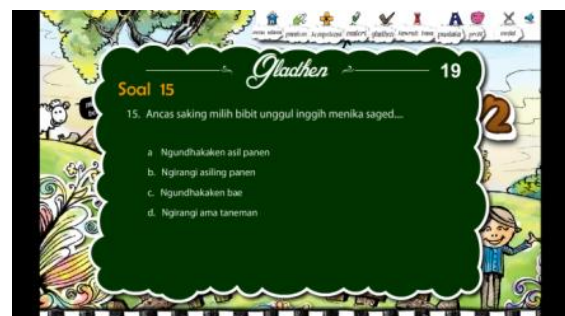 materi
Gladhen
19
Soal 15
15. Ancas saking milih bibit unggul inggih menika saged....
a Ngundhakaken asil panen
b. Ngirangi asiling panen
c. Ngundhakaken bae
d. Ngirangi ama taneman